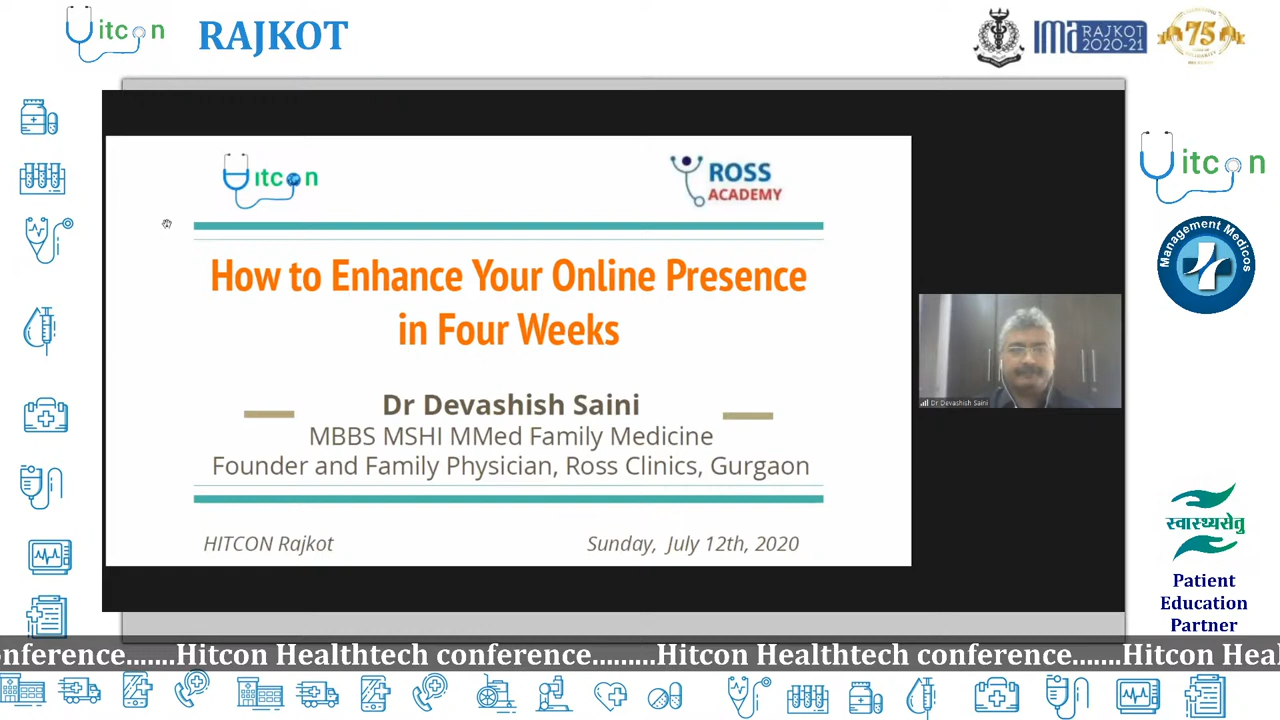 itcon
RAJKOT
ima RAJKOT 2020-21
75
itcon
ROSS
ACADEMY
How to Enhance Your Online Presence
in Four Weeks
Dr Devashish Saini
MBBS MSHI MMed Family Medicine
Founder and Family Physician, Ross Clinics, Gurgaon
HITCON Rajkot
Sunday, July 12th, 2020
Dr Devashish Saini
itcon
Management Medicos
स्वास्थ्यसेतु
Patient
Education
Partner
onference.......Hitcon Healthtech conference.........Hitcon Healthtech conference.......Hitcon Heal